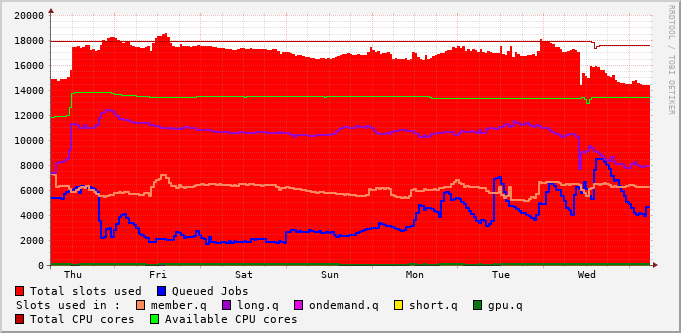 20000
18000
16000
14000
12000
10000
8000
6000
4000
2000
0
Thu Fri Sat Sun Mon Tue Wed
RRDTOOL / TOBI OETIKER
Total slots used Queued Jobs
Slots used in : member.q long.q ondemand.q short.q gpu.q
Total CPU cores Available CPU cores